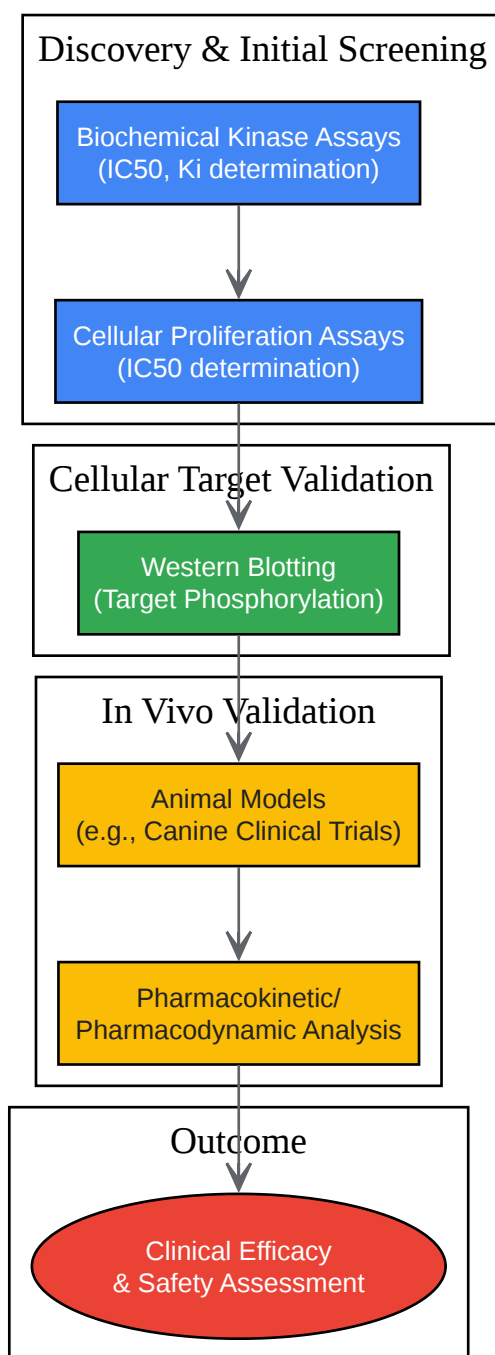 Discovery & Initial Screening
Biochemical Kinase Assays
(IC50, Ki determination)
Cellular Proliferation Assays
(IC50 determination)
Cellular Target Validation
Western Blotting
(Target Phosphorylation)
In Vivo Validation
Animal Models
(e.g., Canine Clinical Trials)
Pharmacokinetic/
Pharmacodynamic Analysis
Outcome
Clinical Efficacy
& Safety Assessment